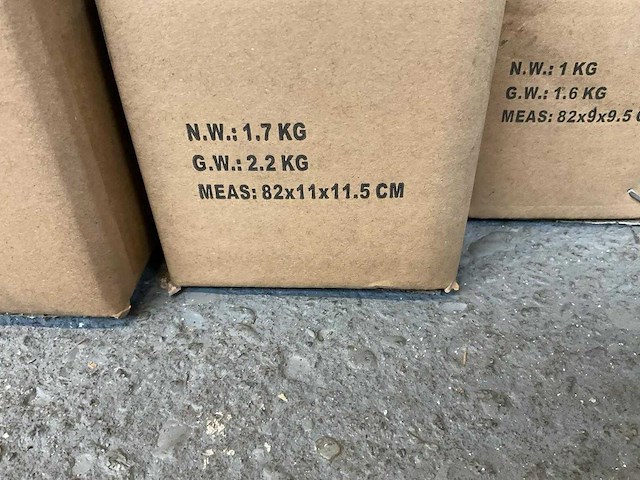 N.W.: 1.7 KG
G.W.: 2.2 KG
MEAS: 82x11x11.5 CM
N.W.: 1 KG
G.W.: 1.6 KG
MEAS: 82x9x9.5